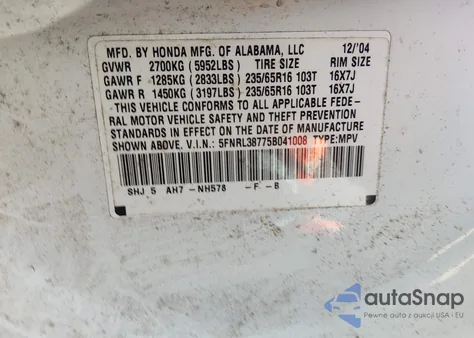 MFD. BY HONDA MFG. OF ALABAMA, LLC 12/'04
GVWR 2700KG (5952LBS) TIRE SIZE RIM SIZE
GAWR F 1285KG (2833LBS) 235/65R16 103T 16X7J
GAWR R 1450KG (3197LBS) 235/65R16 103T 16X7J
THIS VEHICLE CONFORMS TO ALL APPLICABLE FEDE-
RAL MOTOR VEHICLE SAFETY AND THEFT PREVENTION
STANDARDS IN EFFECT ON THE DATE OF MANUFACTURE
SHOWN ABOVE. V.I.N.: 5FNRL38775B041008 TYPE:MPV
SHJ 5 AH7 -NH578 -F -B
autoSnap
Pewne auta z aukcji USA - EU